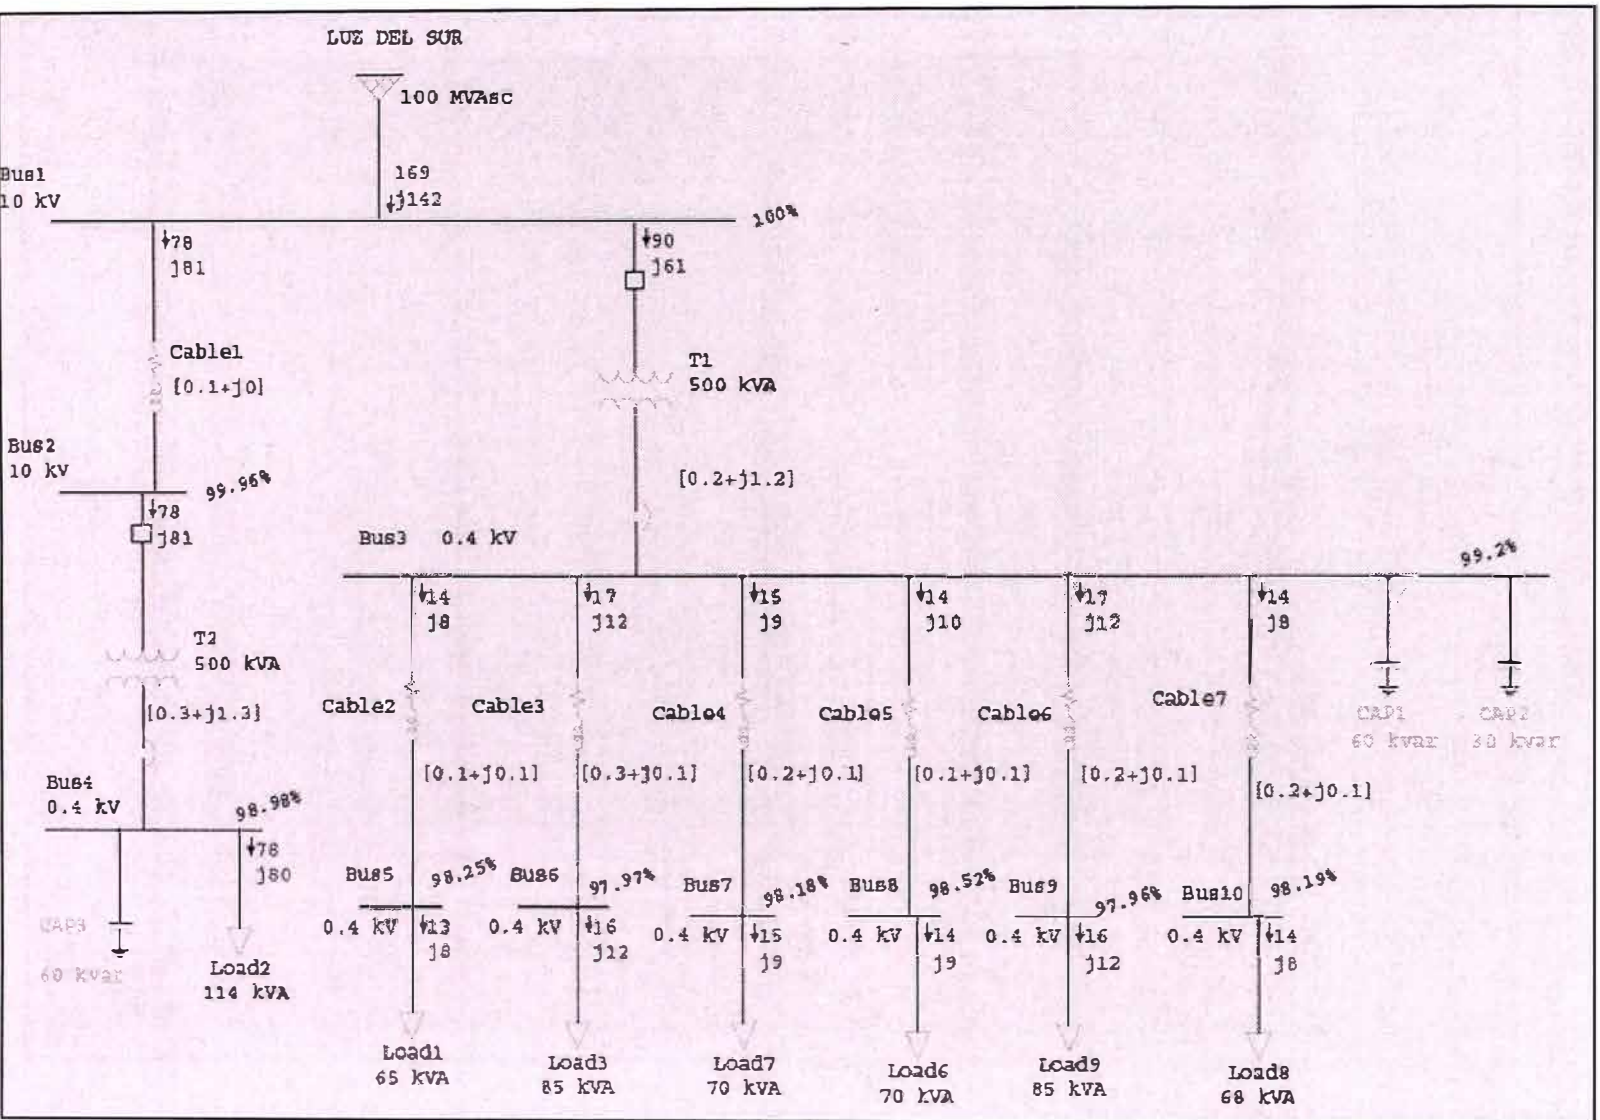 LUZ DEL SUR
100 MVAsc
169
j142
Bus1
10 kV
100%
78
j81
90
j61
Cable1
[0.1+j0]
T1
500 kVA
Bus2
10 kV
99.96%
78
j81
[0.2+j1.2]
Bus3 0.4 kV
99.2%
14
j8
17
j12
15
j9
14
j10
17
j12
14
j8
T2
500 kVA
[0.3+j1.3]
Cable2
Cable3
Cable4
Cable5
Cable6
Cable7
CAP1
60 kvar
CAP2
30 kvar
[0.1+j0.1]
[0.3+j0.1]
[0.2+j0.1]
[0.1+j0.1]
[0.2+j0.1]
[0.2+j0.1]
Bus4
0.4 kV
98.98%
78
j80
CAP3
60 kvar
Load2
114 kVA
Bus5
98.25%
0.4 kV
13
j8
Bus6
97.97%
0.4 kV
16
j12
Bus7
98.18%
0.4 kV
15
j9
Bus8
98.52%
0.4 kV
14
j9
Bus9
97.96%
0.4 kV
16
j12
Bus10
98.19%
0.4 kV
14
j8
Load1
65 kVA
Load3
85 kVA
Load7
70 kVA
Load6
70 kVA
Load9
85 kVA
Load8
68 kVA